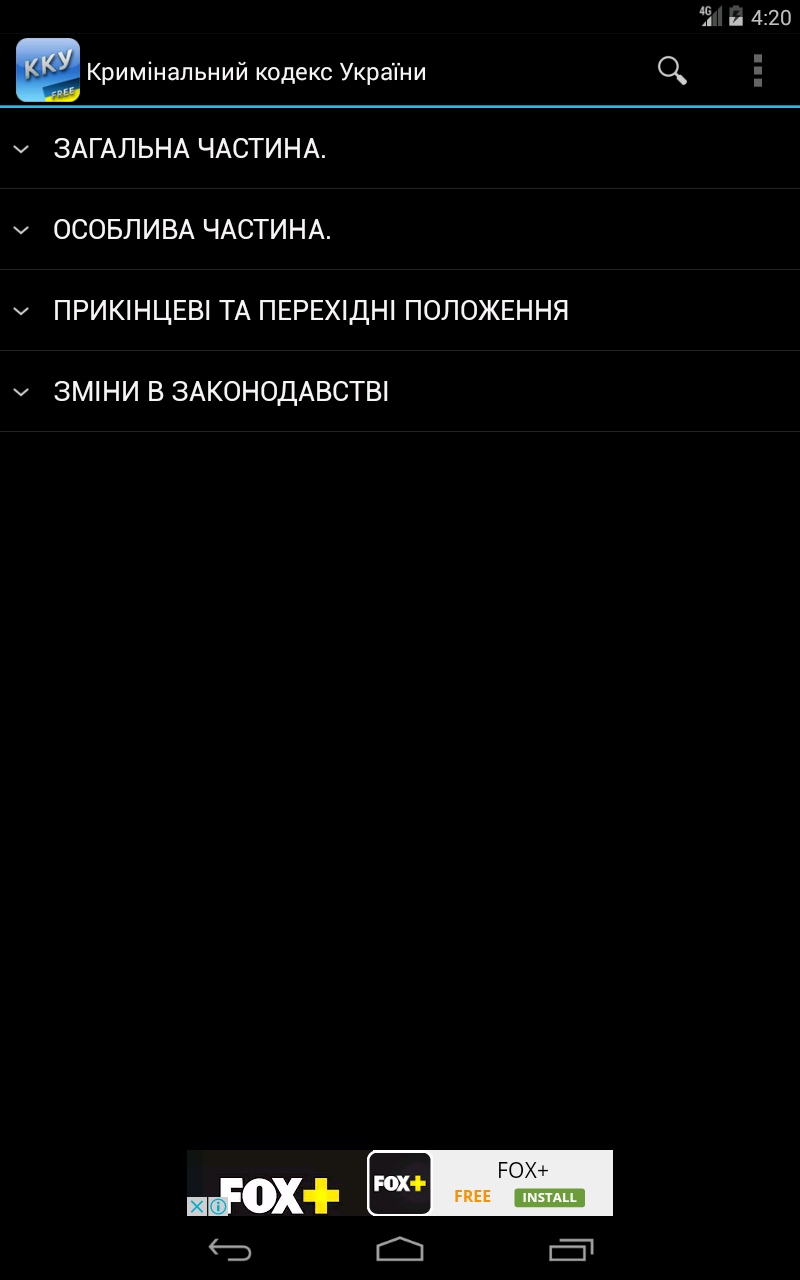 4G 4:20
ККУ
FREE
Кримінальний кодекс України
ЗАГАЛЬНА ЧАСТИНА.
ОСОБЛИВА ЧАСТИНА.
ПРИКІНЦЕВІ ТА ПЕРЕХІДНІ ПОЛОЖЕННЯ
ЗМІНИ В ЗАКОНОДАВСТВІ
FOX+
FOX+
FOX+
FREE INSTALL